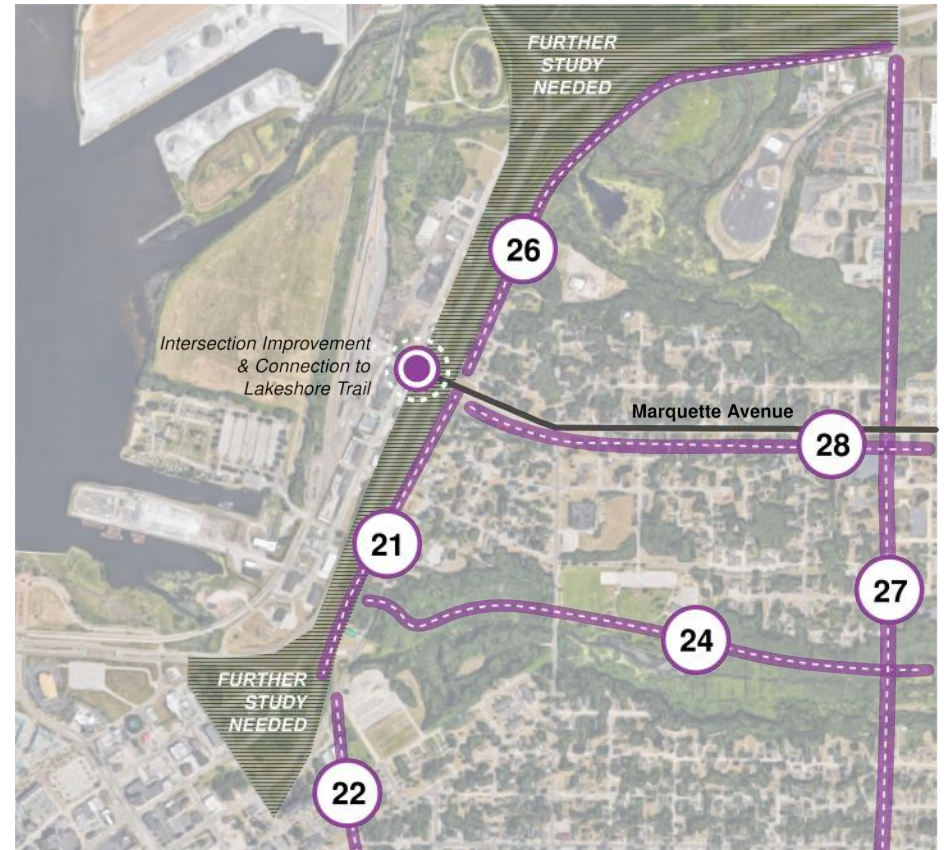 FURTHER
STUDY
NEEDED
26
Intersection Improvement
& Connection to
Lakeshore Trail
Marquette Avenue
28
21
27
24
FURTHER
STUDY
NEEDED
22